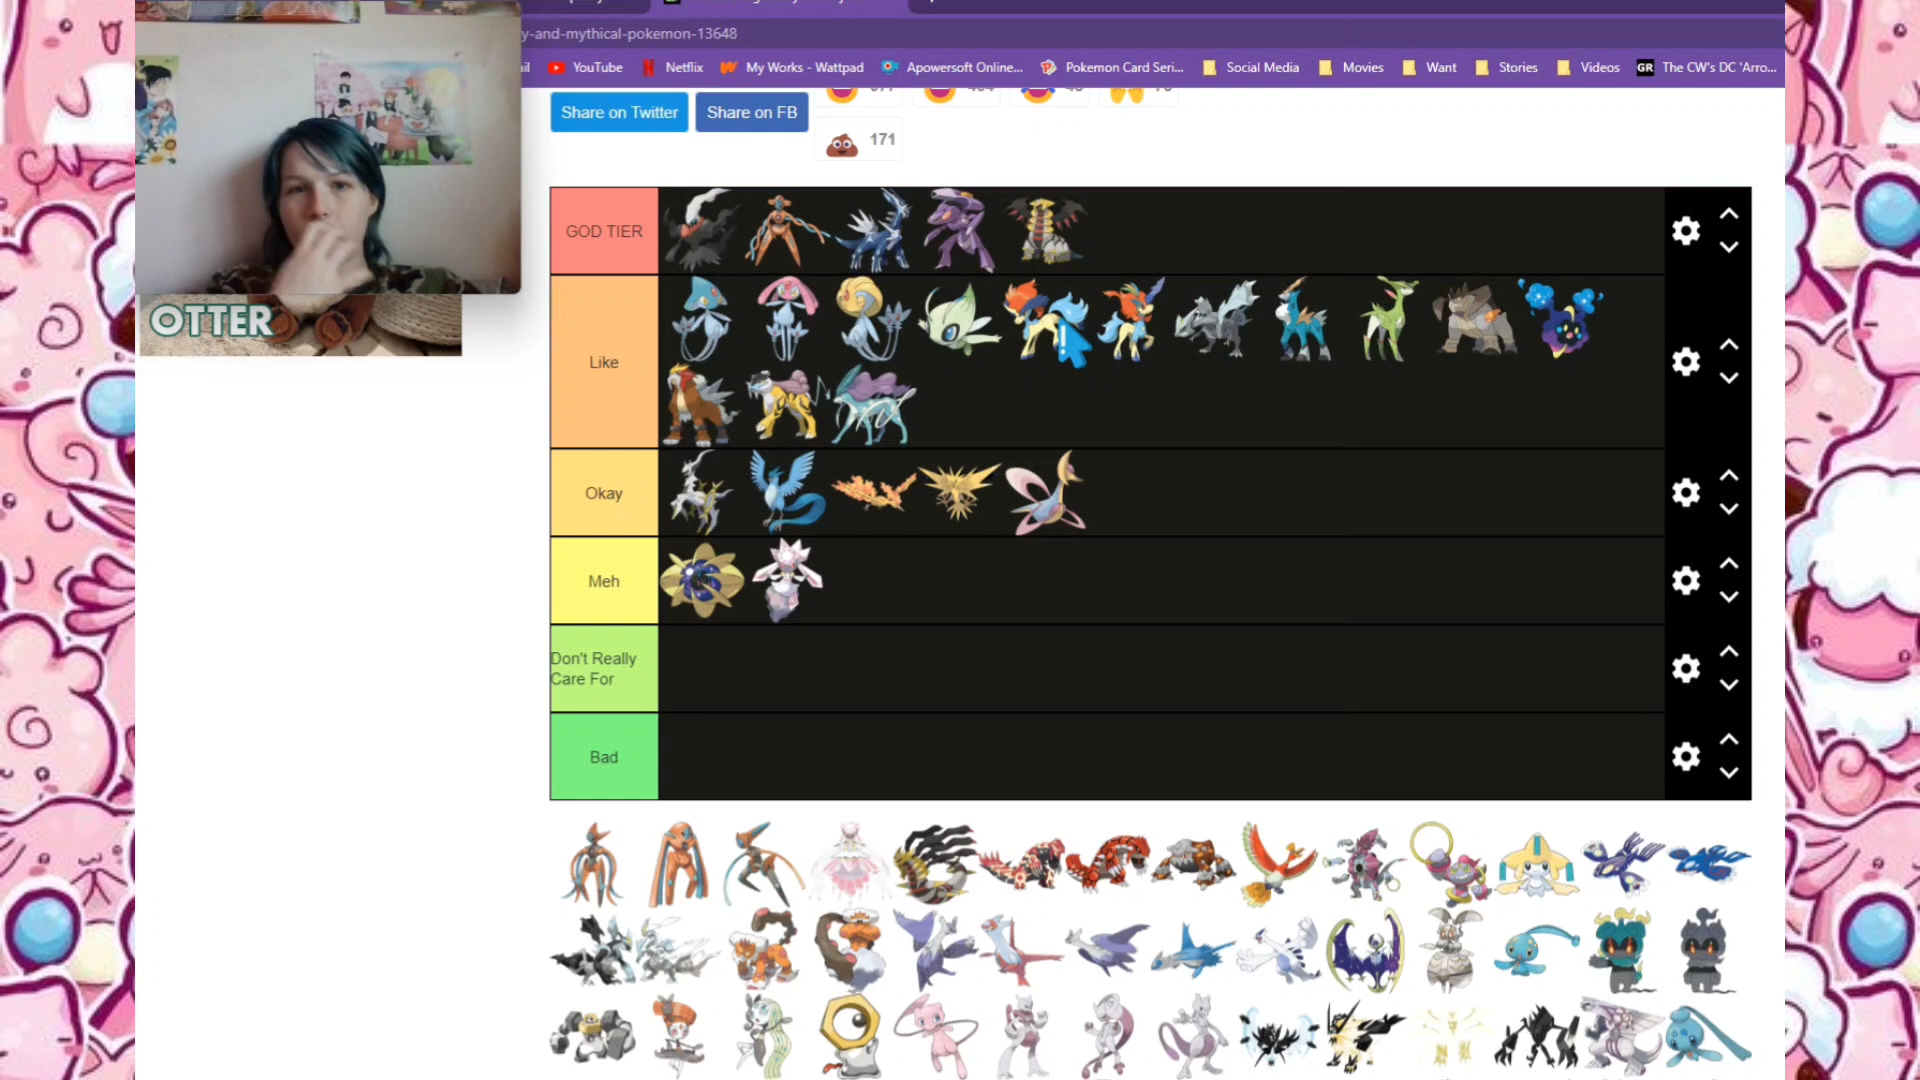 y-and-mythical-pokemon-13648
ail
YouTube
Netflix
My Works - Wattpad
Apowersoft Online...
Pokemon Card Seri...
Social Media
Movies
Want
Stories
Videos
GR
The CW's DC 'Arro...
Share on Twitter
Share on FB
171
OTTER
GOD TIER
Like
Okay
Meh
Don't Really
Care For
Bad